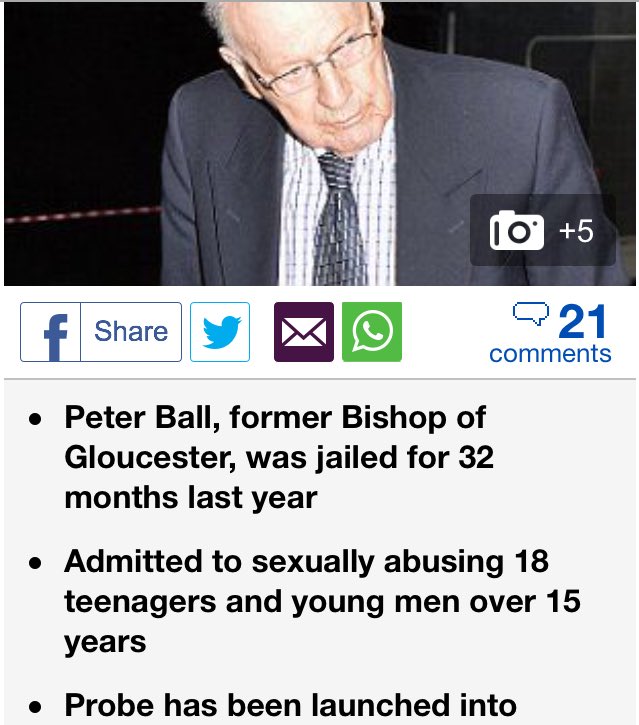 +5
Share
21
comments
Peter Ball, former Bishop of
Gloucester, was jailed for 32
months last year
Admitted to sexually abusing 18
teenagers and young men over 15
years
Probe has been launched into